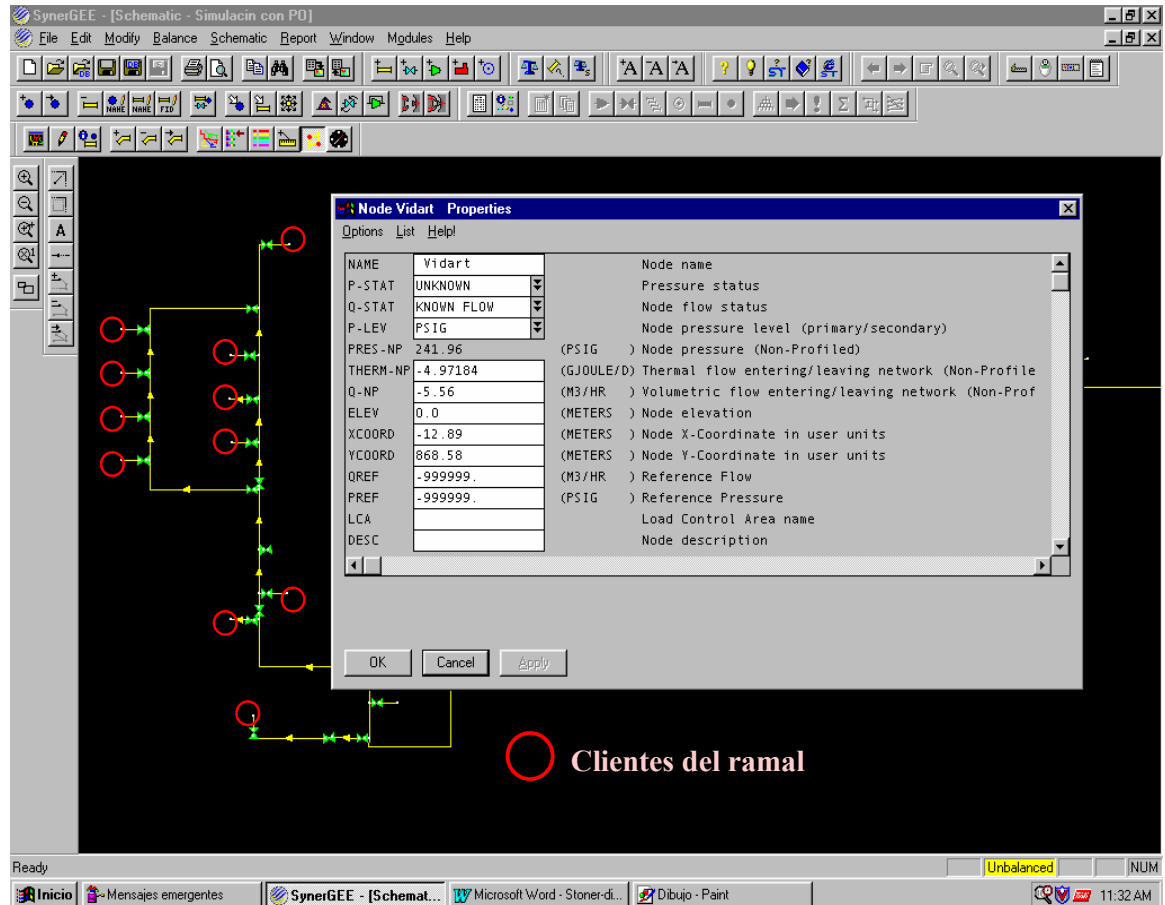 SynerGEE - [Schematic - Simulacin con PO]
File Edit Modify Balance Schematic Report Window Modules Help
Node Vidart Properties
Options List Help!
NAME Vidart Node name
P-STAT UNKNOWN Pressure status
Q-STAT KNOWN FLOW Node flow status
P-LEV PSIG Node pressure level (primary/secondary)
PRES-NP 241.96 (PSIG ) Node pressure (Non-Profiled)
THERM-NP -4.97184 (GJOULE/D) Thermal flow entering/leaving network (Non-Profile
Q-NP -5.56 (M3/HR ) Volumetric flow entering/leaving network (Non-Prof
ELEV 0.0 (METERS ) Node elevation
XCOORD -12.89 (METERS ) Node X-Coordinate in user units
YCOORD 868.58 (METERS ) Node Y-Coordinate in user units
QREF -999999. (M3/HR ) Reference Flow
PREF -999999. (PSIG ) Reference Pressure
LCA Load Control Area name
DESC Node description
OK Cancel Apply
Clientes del ramal
Ready Unbalanced NUM
Inicio Mensajes emergentes SynerGEE - [Schemat... Microsoft Word - Stoner-di... Dibujo - Paint 11:32 AM